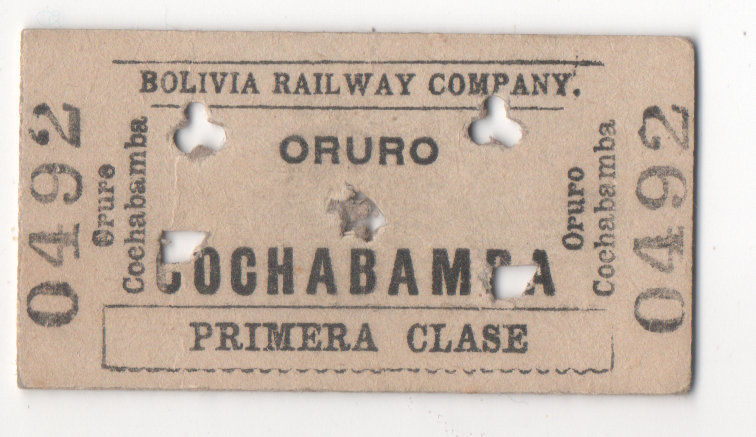 BOLIVIA RAILWAY COMPANY.
ORURO
COCHABAMBA
PRIMERA CLASE
0492
Oruro
Cochabamba
Oruro
Cochabamba
0492